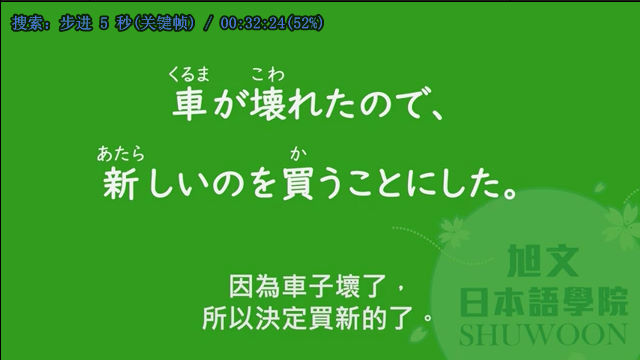 搜索: 步进 5 秒(关键帧) / 00:32:24(52%)
くるま こわ
車が壊れたので、
あたら か
新しいのを買うことにした。
因為車子壞了，
所以決定買新的了。
旭文
日本語學院
SHUWOON